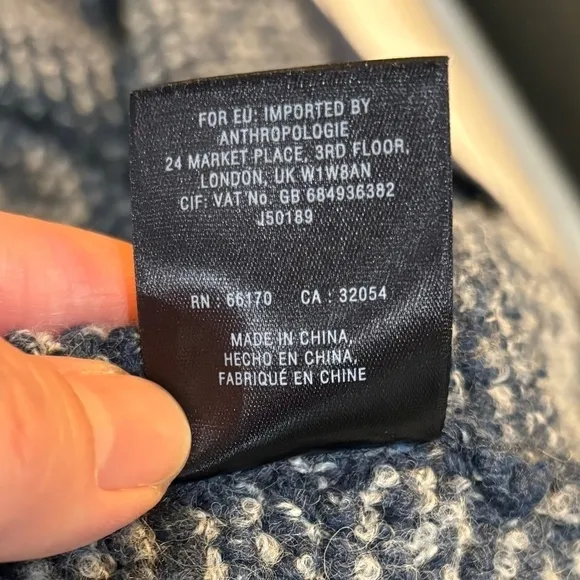 FOR EU: IMPORTED BY
ANTHROPOLOGIE
24 MARKET PLACE, 3RD FLOOR,
LONDON, UK W1W8AN
CIF: VAT No. GB 684936382
J50189
RN : 66170 CA : 32054
MADE IN CHINA,
HECHO EN CHINA,
FABRIQUÉ EN CHINE